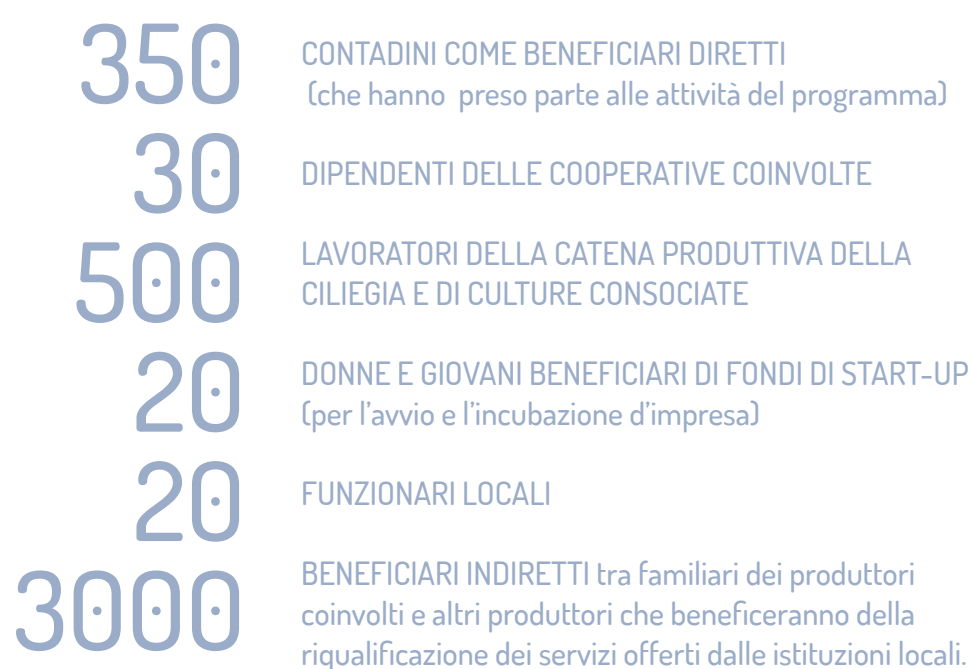 350
CONTADINI COME BENEFICIARI DIRETTI
(che hanno preso parte alle attività del programma)
30
DIPENDENTI DELLE COOPERATIVE COINVOLTE
500
LAVORATORI DELLA CATENA PRODUTTIVA DELLA
CILIEGIA E DI CULTURE CONSOCIATE
20
DONNE E GIOVANI BENEFICIARI DI FONDI DI START-UP
(per l'avvio e l'incubazione d'impresa)
20
FUNZIONARI LOCALI
3000
BENEFICIARI INDIRETTI tra familiari dei produttori
coinvolti e altri produttori che beneficeranno della
riqualificazione dei servizi offerti dalle istituzioni locali.